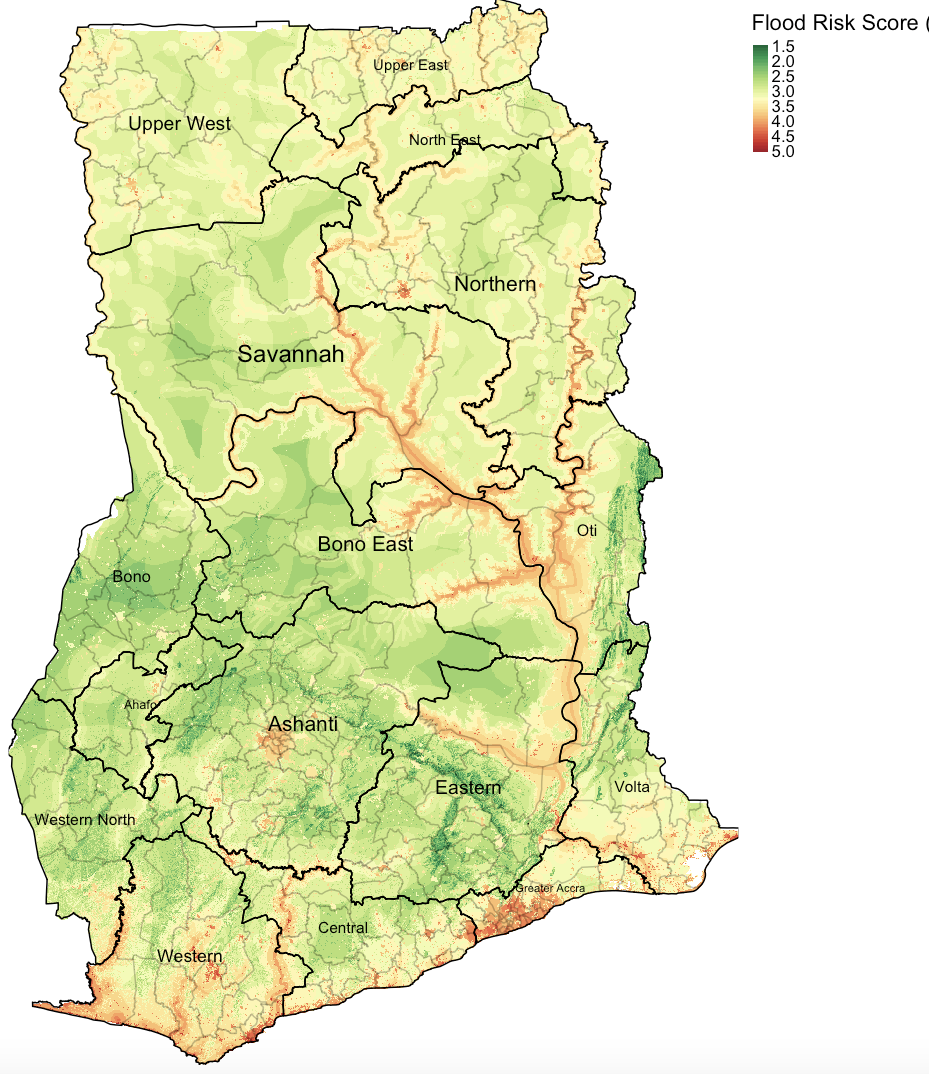 Flood Risk Score (
1.5
2.0
2.5
3.0
3.5
4.0
4.5
5.0
Upper East
Upper West
North East
Northern
Savannah
Oti
Bono East
Bono
Ahafo
Ashanti
Eastern
Volta
Western North
Greater Accra
Central
Western